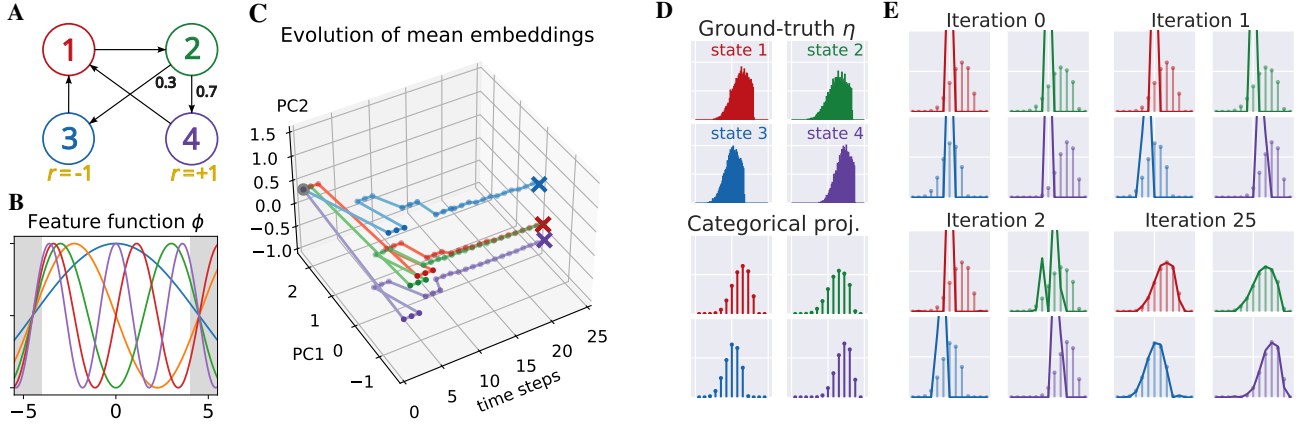 A
1
2
0.3
0.7
3
4
r = -1
r = +1
B
Feature function ϕ
−5
0
5
C
Evolution of mean embeddings
PC2
1.5
1.0
0.5
0.0
−0.5
−1.0
2
1
0
−1
PC1
0
5
10
15
20
25
time steps
D
Ground-truth η
state 1
state 2
state 3
state 4
Categorical proj.
E
Iteration 0
Iteration 1
Iteration 2
Iteration 25